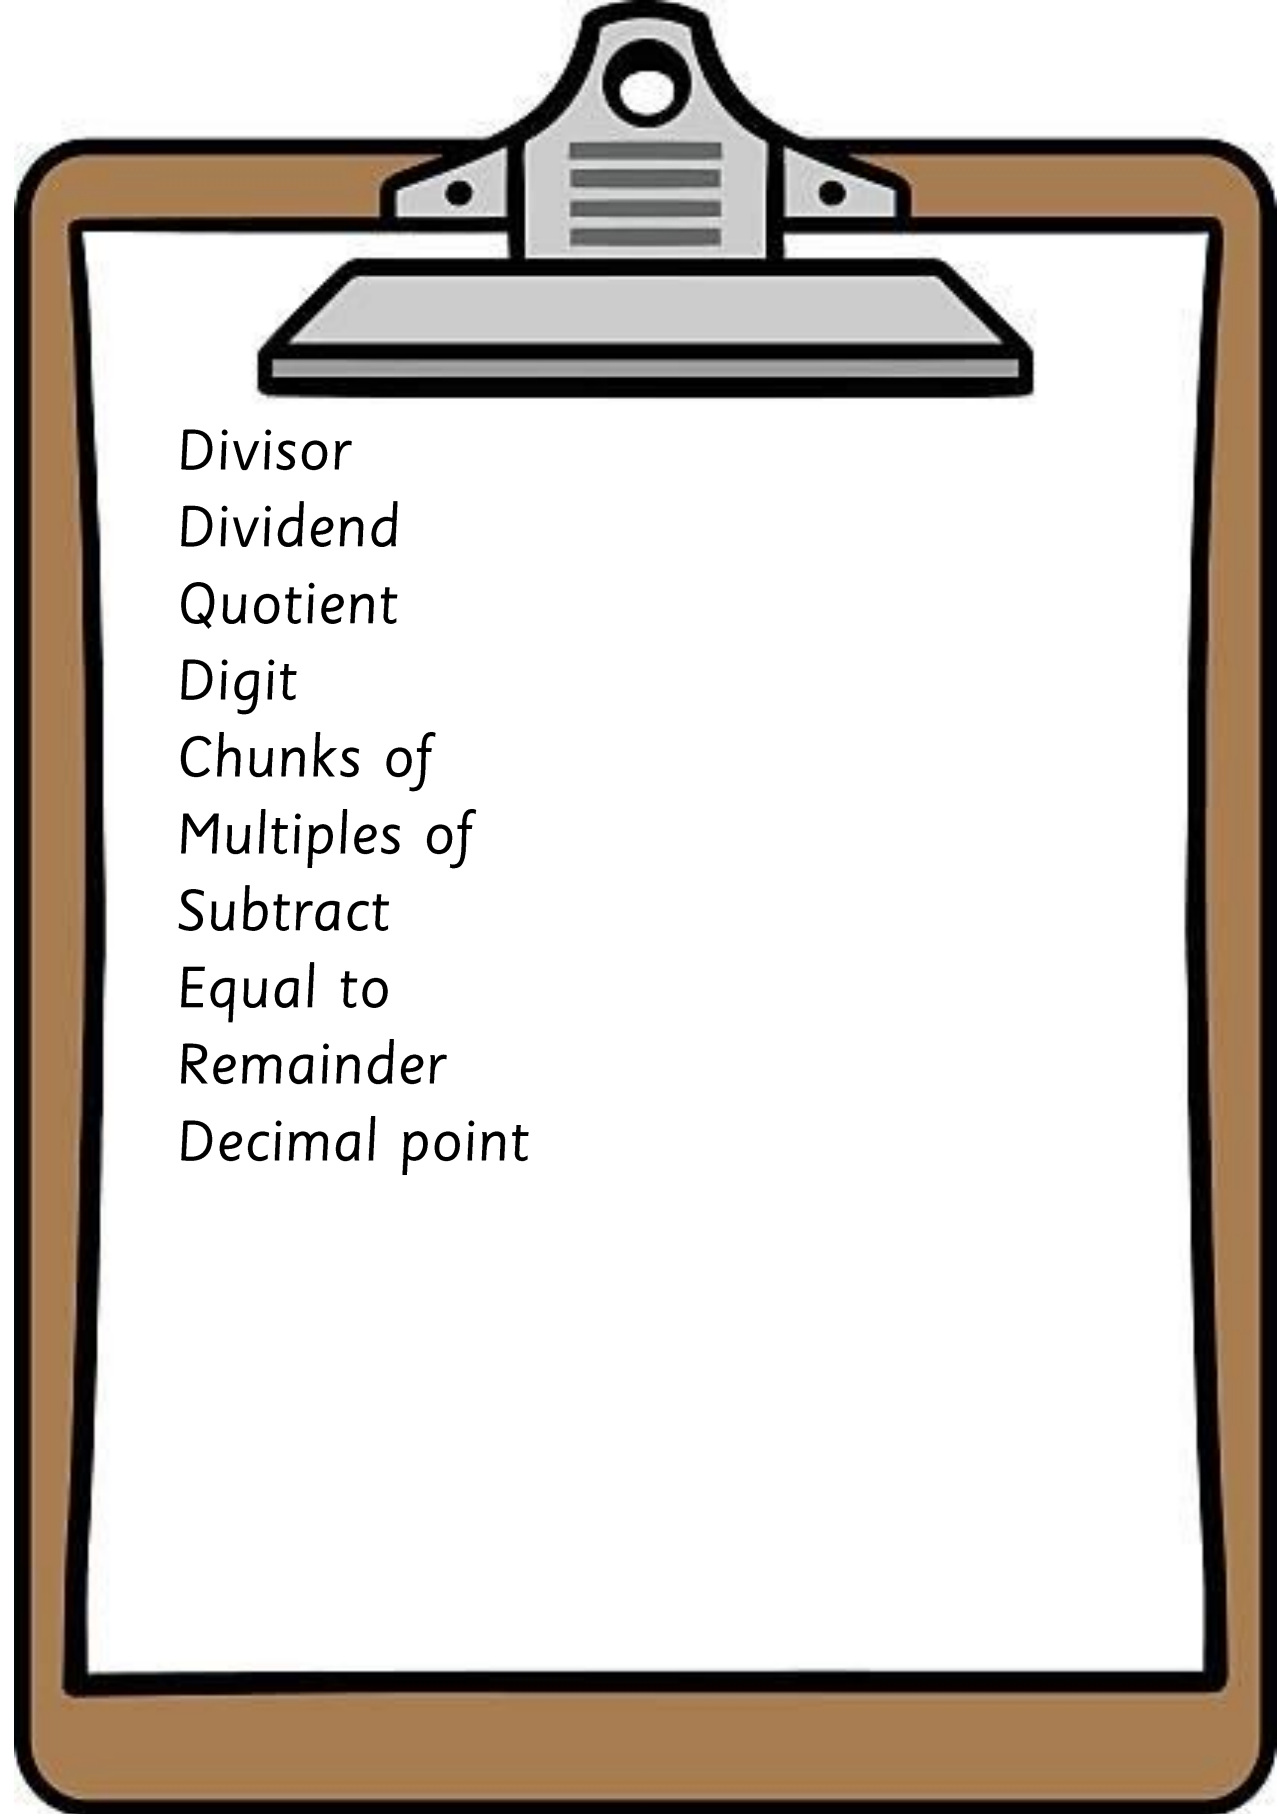 Divisor
Dividend
Quotient
Digit
Chunks of
Multiples of
Subtract
Equal to
Remainder
Decimal point